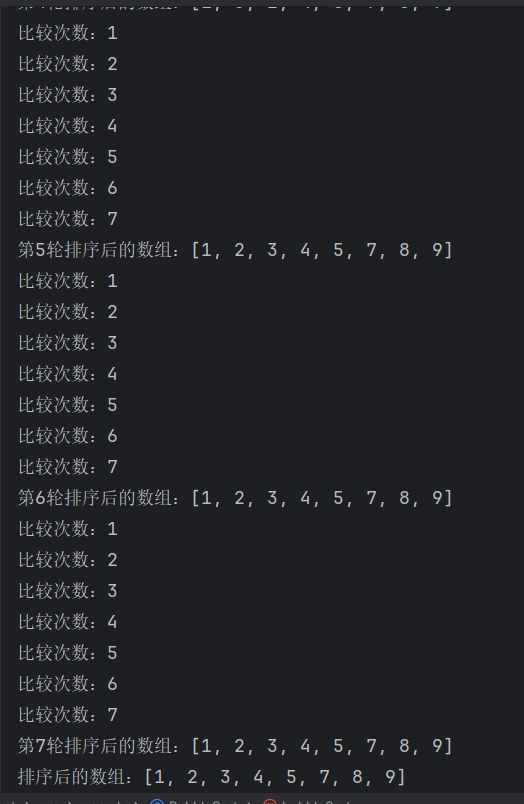 比较次数：1
比较次数：2
比较次数：3
比较次数：4
比较次数：5
比较次数：6
比较次数：7
第5轮排序后的数组：[1, 2, 3, 4, 5, 7, 8, 9]
比较次数：1
比较次数：2
比较次数：3
比较次数：4
比较次数：5
比较次数：6
比较次数：7
第6轮排序后的数组：[1, 2, 3, 4, 5, 7, 8, 9]
比较次数：1
比较次数：2
比较次数：3
比较次数：4
比较次数：5
比较次数：6
比较次数：7
第7轮排序后的数组：[1, 2, 3, 4, 5, 7, 8, 9]
排序后的数组：[1, 2, 3, 4, 5, 7, 8, 9]